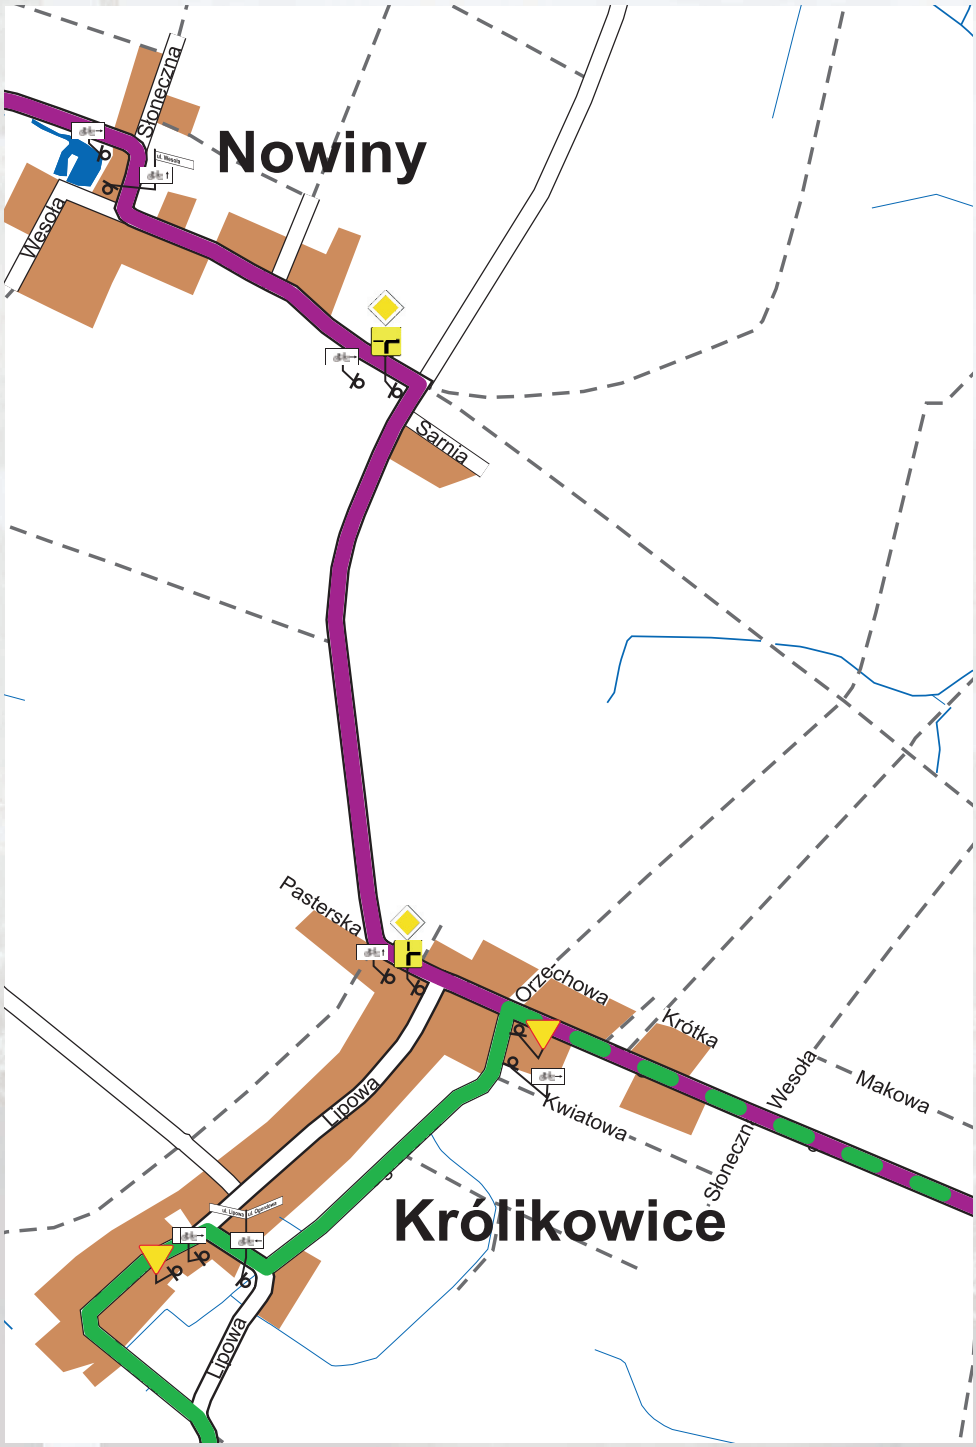 Słoneczna
ul. Wesoła
Nowiny
Wesoła
Sarnia
Pasterska
Orzechowa
Krótka
Wesoła
Makowa
Lipowa
Kwiatowa
Słoneczn
ul. Lipowa
ul. Ogrodowa
Królikowice
Lipowa